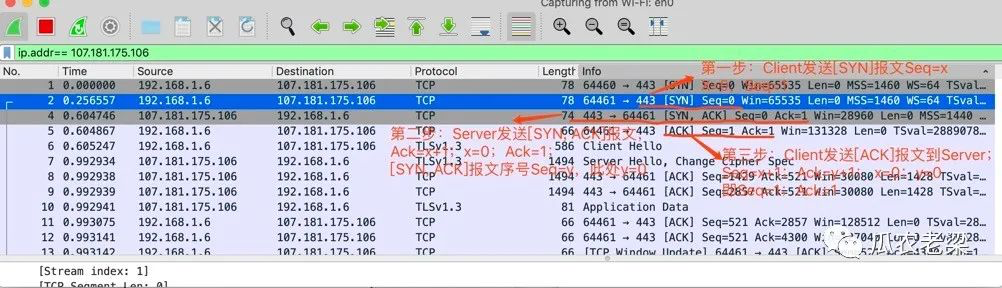 Capturing from Wi-Fi: en0
ip.addr== 107.181.175.106
No. Time Source Destination Protocol Length Info
第一步：Client发送[SYN]报文Seq=x
1 0.000000 192.168.1.6 107.181.175.106 TCP 78 64460 → 443 [SYN] Seq=0 Win=65535 Len=0 MSS=1460 WS=64 TSval…
2 0.256557 192.168.1.6 107.181.175.106 TCP 78 64461 → 443 [SYN] Seq=0 Win=65535 Len=0 MSS=1460 WS=64 TSval…
4 0.604746 107.181.175.106 192.168.1.6 TCP 74 443 → 64461 [SYN, ACK] Seq=0 Ack=1 Win=28960 Len=0 MSS=1440
5 0.604867 192.168.1.6 107.181.175.106 TCP 66 64461 → 443 [ACK] Seq=1 Ack=1 Win=131328 Len=0 TSval=2889078…
第二步：Server发送[SYN, ACK]报文，
Ack=x+1；x=0；Ack=1；
[SYN, ACK]报文序号Seq=y，此处y=0
6 0.605247 192.168.1.6 107.181.175.106 TLSv1.3 586 Client Hello
第三步：Client发送[ACK]报文到Server；
Seq=x+1；Ack=y+1；x=0；y=0
即Seq=1；Ack=1
7 0.992934 107.181.175.106 192.168.1.6 TLSv1.3 1494 Server Hello, Change Cipher Spec
8 0.992937 107.181.175.106 192.168.1.6 TCP 1494 443 → 64461 [ACK] Seq=1429 Ack=521 Win=30080 Len=1428 TSval…
9 0.992939 107.181.175.106 192.168.1.6 TCP 1494 443 → 64461 [ACK] Seq=2857 Ack=521 Win=30080 Len=1428 TSval…
10 0.992941 107.181.175.106 192.168.1.6 TLSv1.3 81 Application Data
11 0.993075 192.168.1.6 107.181.175.106 TCP 66 64461 → 443 [ACK] Seq=521 Ack=2857 Win=128512 Len=0 TSval=28…
12 0.993141 192.168.1.6 107.181.175.106 TCP 66 64461 → 443 [ACK] Seq=521 Ack=4300
13 0.993142 192.168.1.6 107.181.175.106 TCP 66 [TCP Window Update] 64461 → 443 [ACK]
瓜农老梁
[Stream index: 1]
[TCP Segment Len: 0]